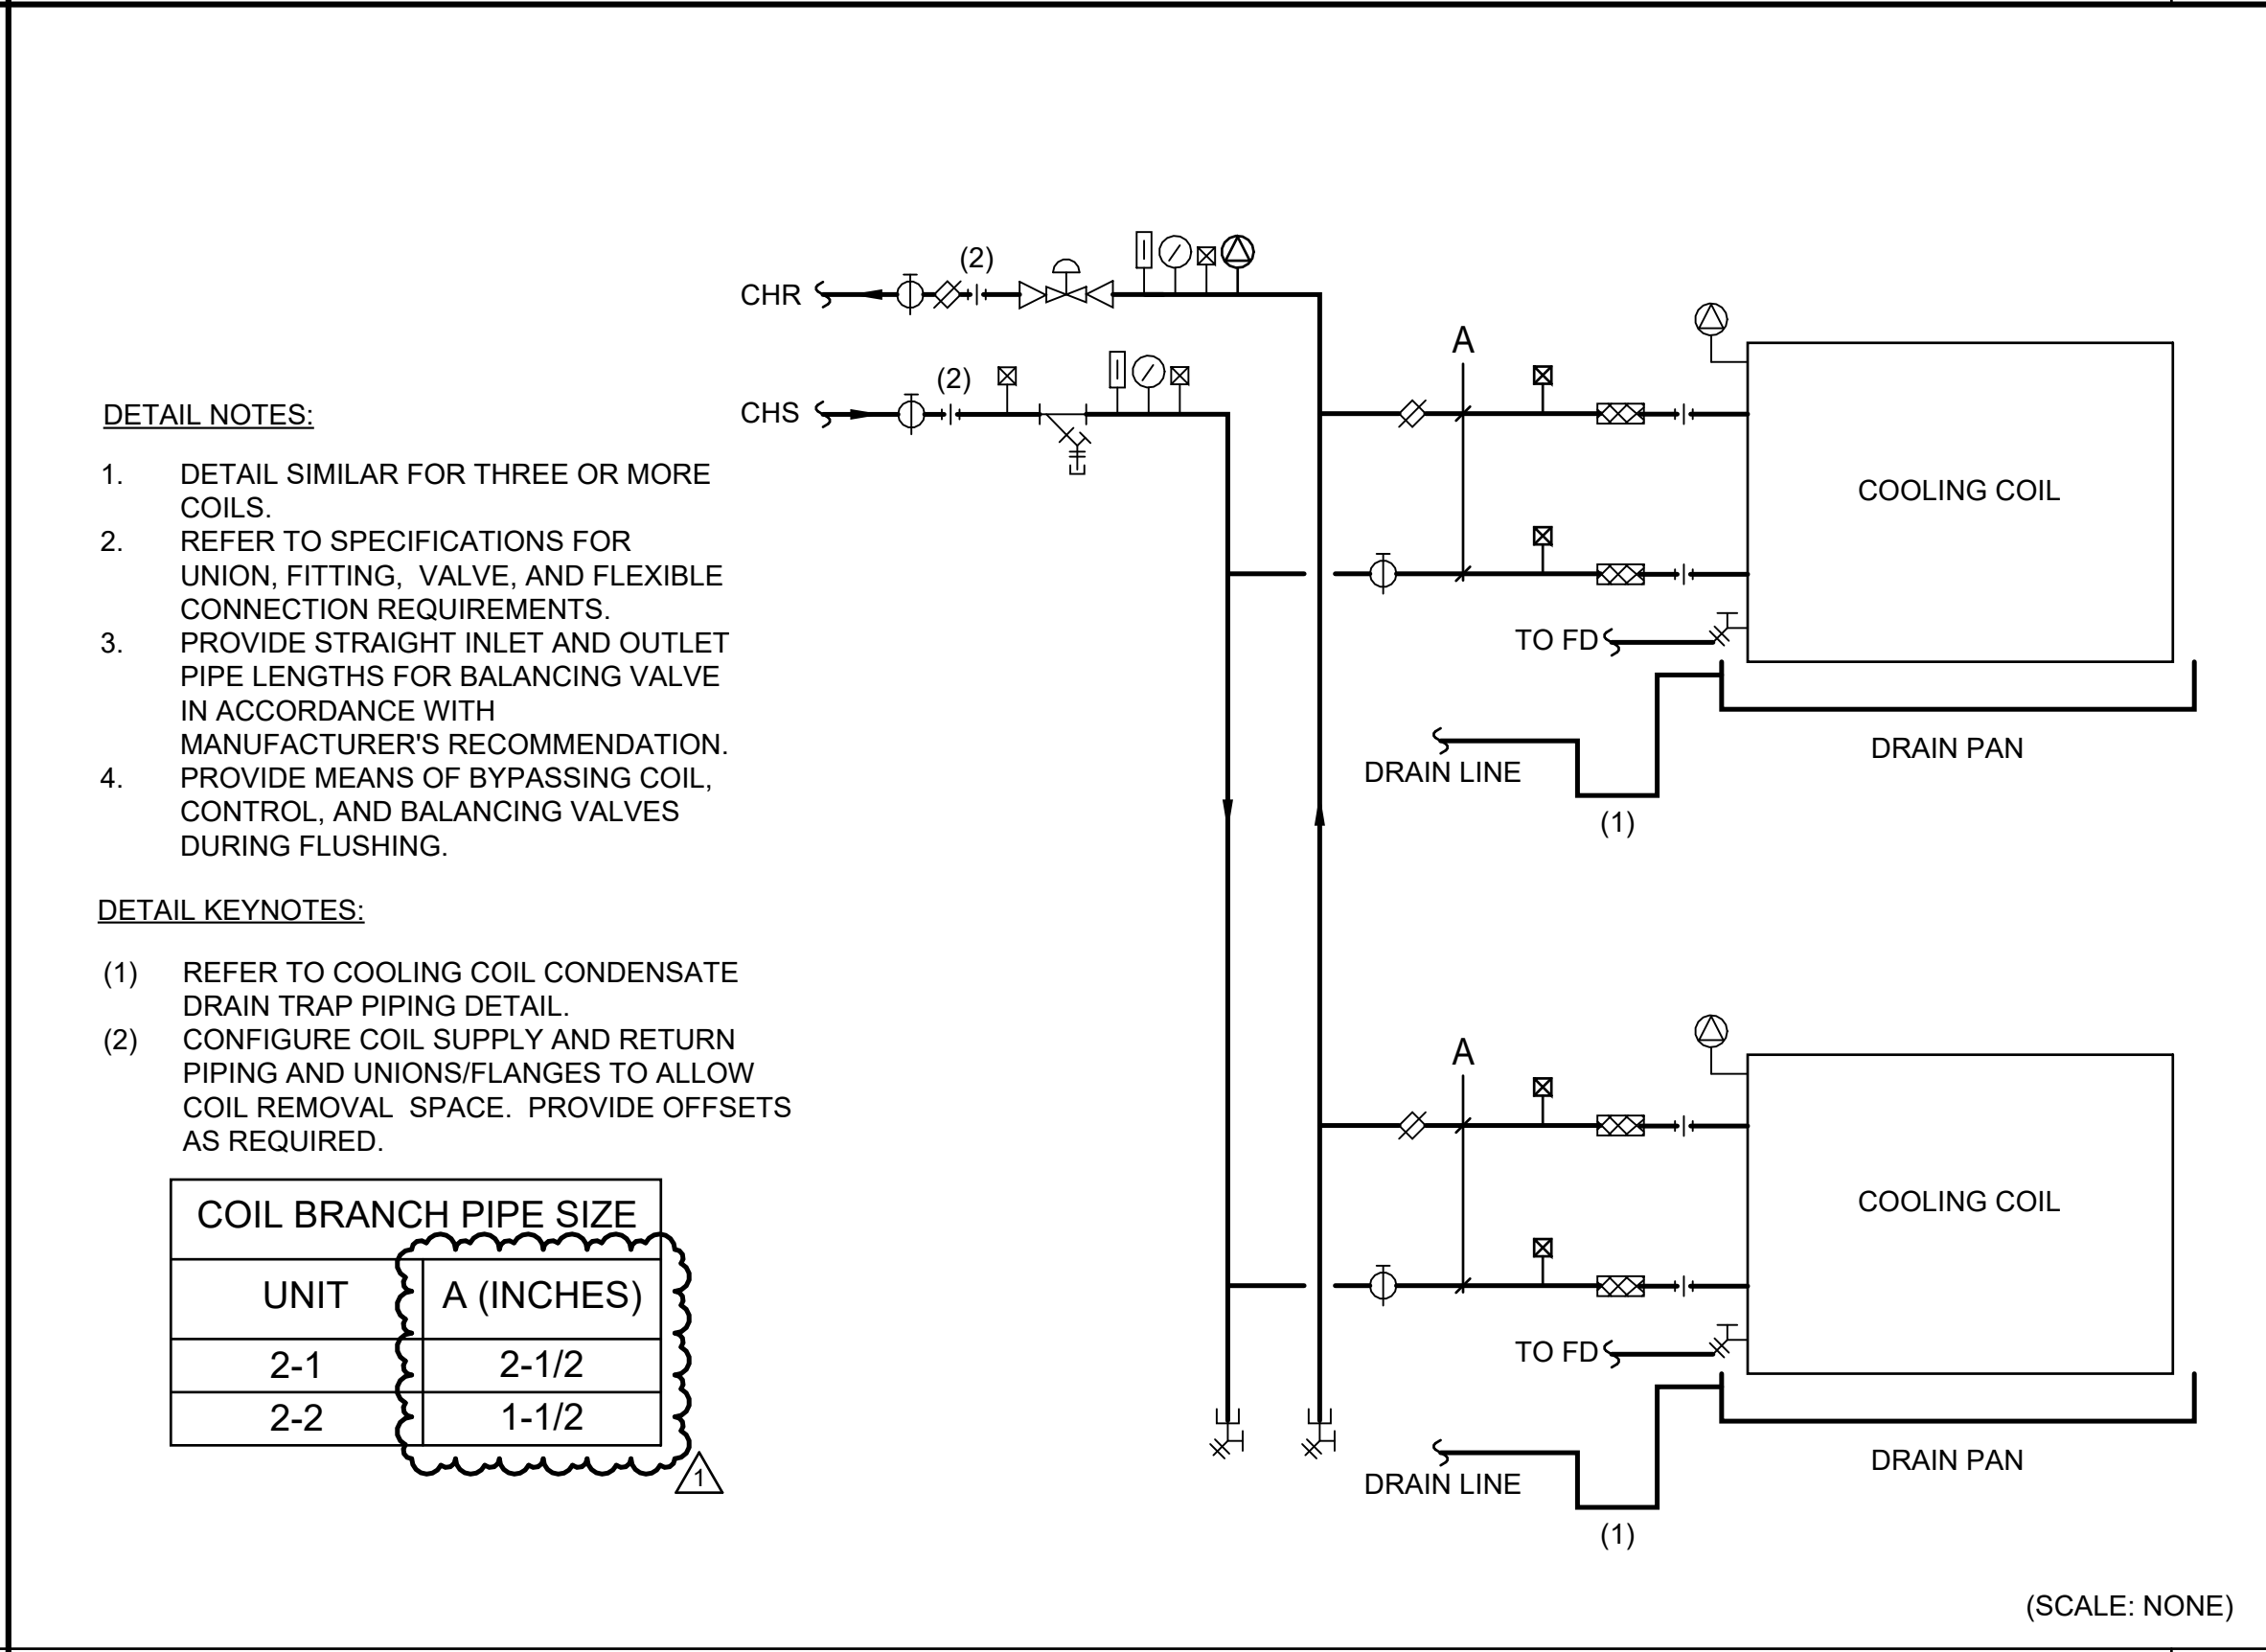 DETAIL NOTES:
1. DETAIL SIMILAR FOR THREE OR MORE
COILS.
2. REFER TO SPECIFICATIONS FOR
UNION, FITTING, VALVE, AND FLEXIBLE
CONNECTION REQUIREMENTS.
3. PROVIDE STRAIGHT INLET AND OUTLET
PIPE LENGTHS FOR BALANCING VALVE
IN ACCORDANCE WITH
MANUFACTURER'S RECOMMENDATION.
4. PROVIDE MEANS OF BYPASSING COIL,
CONTROL, AND BALANCING VALVES
DURING FLUSHING.
DETAIL KEYNOTES:
(1) REFER TO COOLING COIL CONDENSATE
DRAIN TRAP PIPING DETAIL.
(2) CONFIGURE COIL SUPPLY AND RETURN
PIPING AND UNIONS/FLANGES TO ALLOW
COIL REMOVAL SPACE. PROVIDE OFFSETS
AS REQUIRED.
COIL BRANCH PIPE SIZE
UNIT A (INCHES)
2-1 2-1/2
2-2 1-1/2
1
(2)
CHR
(2)
CHS
A
COOLING COIL
TO FD
DRAIN PAN
DRAIN LINE
(1)
A
COOLING COIL
TO FD
DRAIN PAN
DRAIN LINE
(1)
(SCALE: NONE)